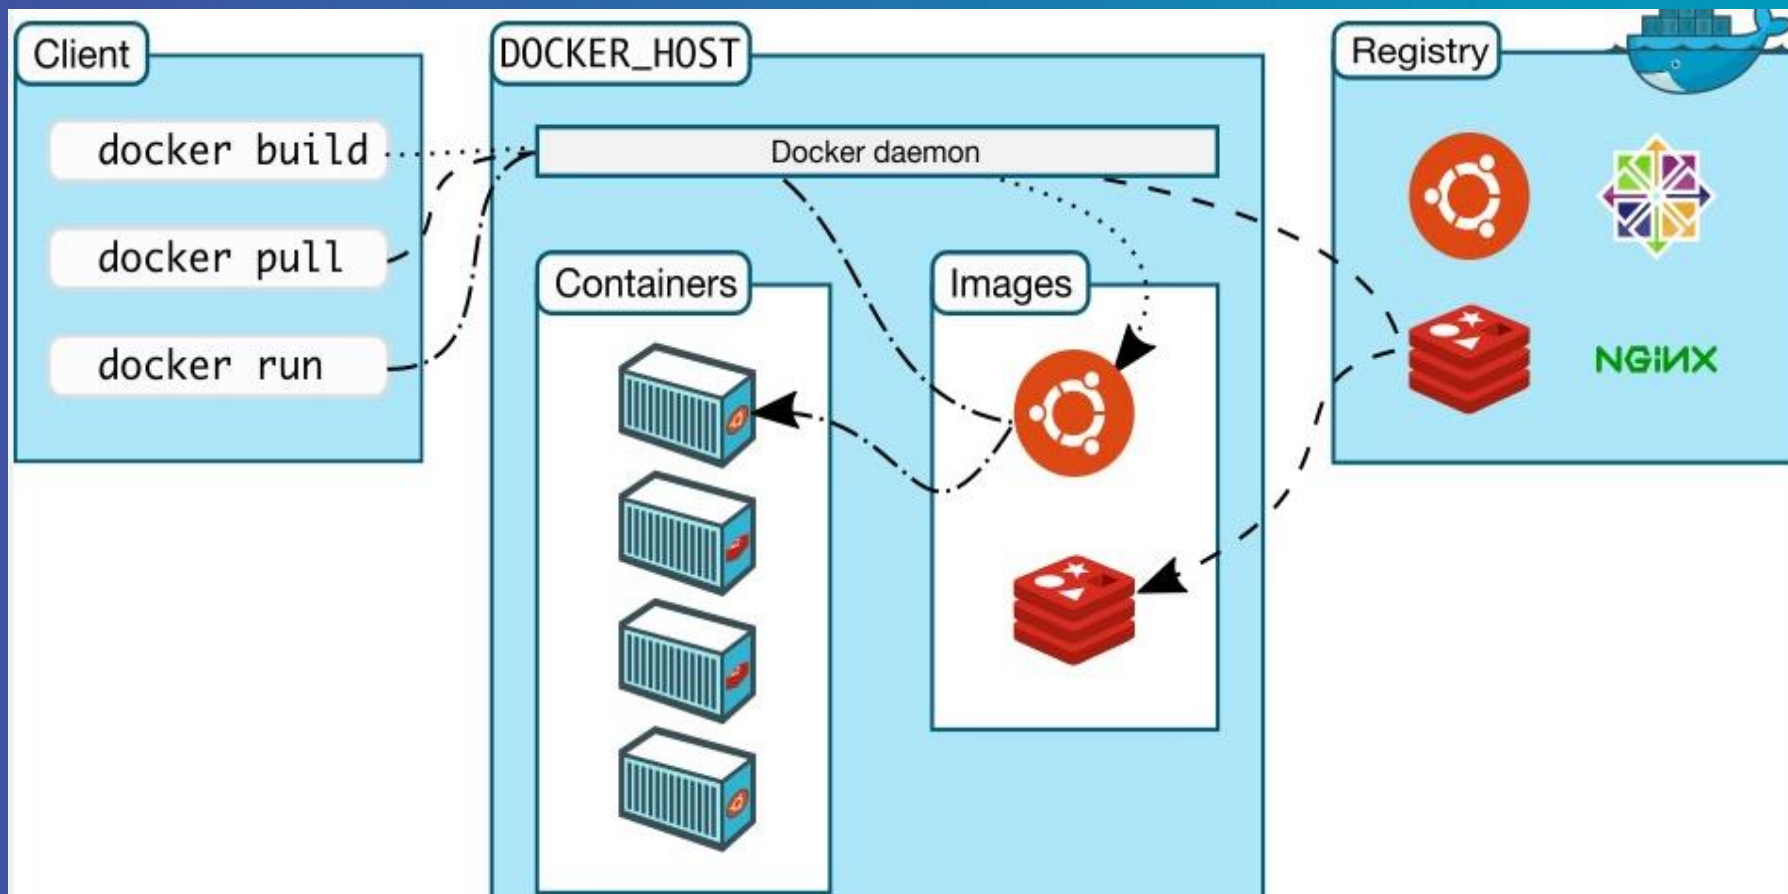 Client
docker build
docker pull
docker run
DOCKER_HOST
Docker daemon
Containers
Images
Registry
NGiNX